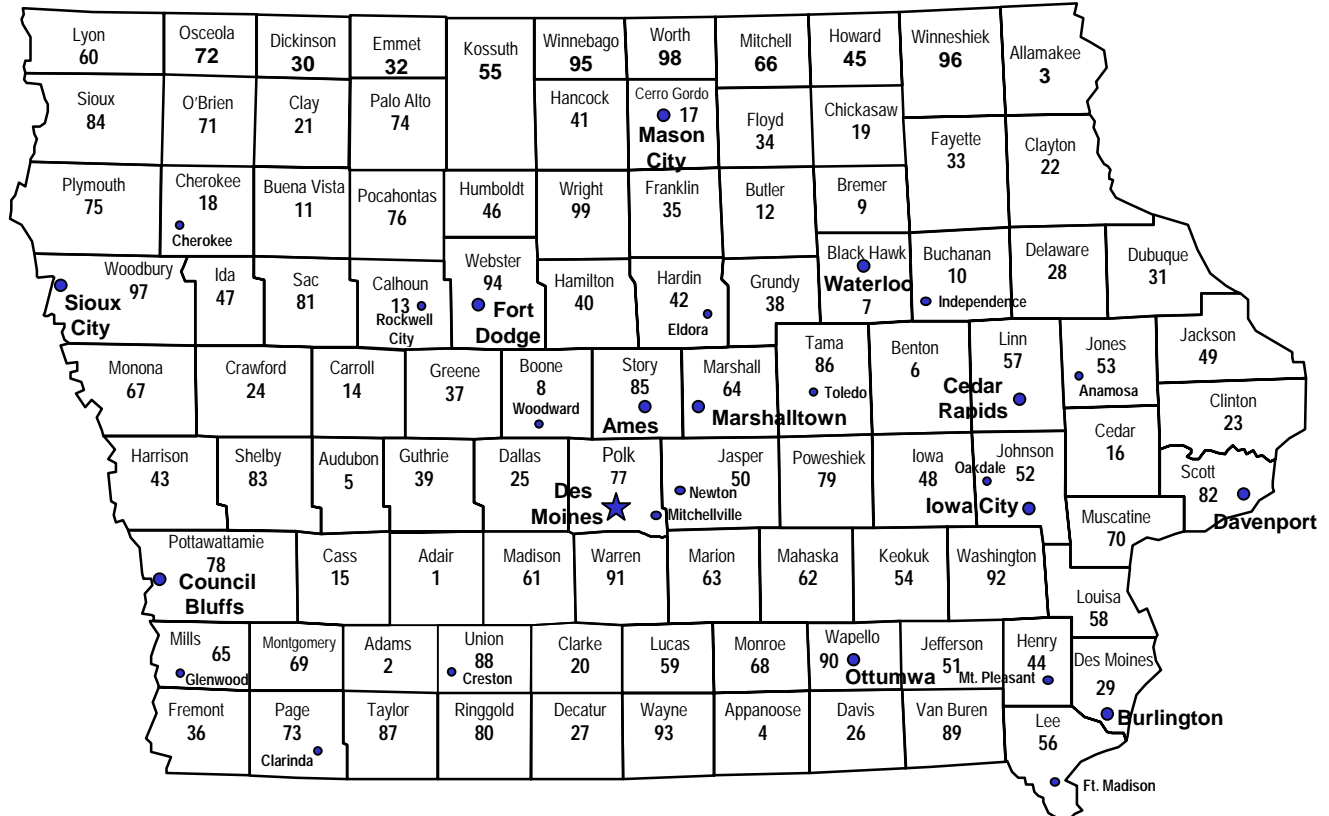 Lyon
60
Osceola
72
Dickinson
30
Emmet
32
Kossuth
55
Winnebago
95
Worth
98
Mitchell
66
Howard
45
Winneshiek
96
Allamakee
3
Sioux
84
O'Brien
71
Clay
21
Palo Alto
74
Hancock
41
Cerro Gordo
17
Mason
City
Floyd
34
Chickasaw
19
Fayette
33
Clayton
22
Plymouth
75
Cherokee
18
Cherokee
Buena Vista
11
Pocahontas
76
Humboldt
46
Wright
99
Franklin
35
Butler
12
Bremer
9
Woodbury
97
Sioux
City
Ida
47
Sac
81
Calhoun
13
Rockwell
City
Webster
94
Fort
Dodge
Hamilton
40
Hardin
42
Eldora
Grundy
38
Black Hawk
Waterloo
7
Buchanan
10
Independence
Delaware
28
Dubuque
31
Monona
67
Crawford
24
Carroll
14
Greene
37
Boone
8
Woodward
Story
85
Ames
Marshall
64
Marshalltown
Tama
86
Toledo
Benton
6
Linn
57
Cedar
Rapids
Jones
53
Anamosa
Jackson
49
Clinton
23
Harrison
43
Shelby
83
Audubon
5
Guthrie
39
Dallas
25
Polk
77
Des
Moines
Jasper
50
Newton
Mitchellville
Poweshiek
79
Iowa
48
Johnson
52
Oakdale
Iowa City
Cedar
16
Scott
82
Davenport
Muscatine
70
Pottawattamie
78
Council
Bluffs
Cass
15
Adair
1
Madison
61
Warren
91
Marion
63
Mahaska
62
Keokuk
54
Washington
92
Louisa
58
Mills
65
Glenwood
Montgomery
69
Adams
2
Union
88
Creston
Clarke
20
Lucas
59
Monroe
68
Wapello
90
Ottumwa
Jefferson
51
Henry
44
Mt. Pleasant
Des Moines
29
Burlington
Fremont
36
Page
73
Clarinda
Taylor
87
Ringgold
80
Decatur
27
Wayne
93
Appanoose
4
Davis
26
Van Buren
89
Lee
56
Ft. Madison